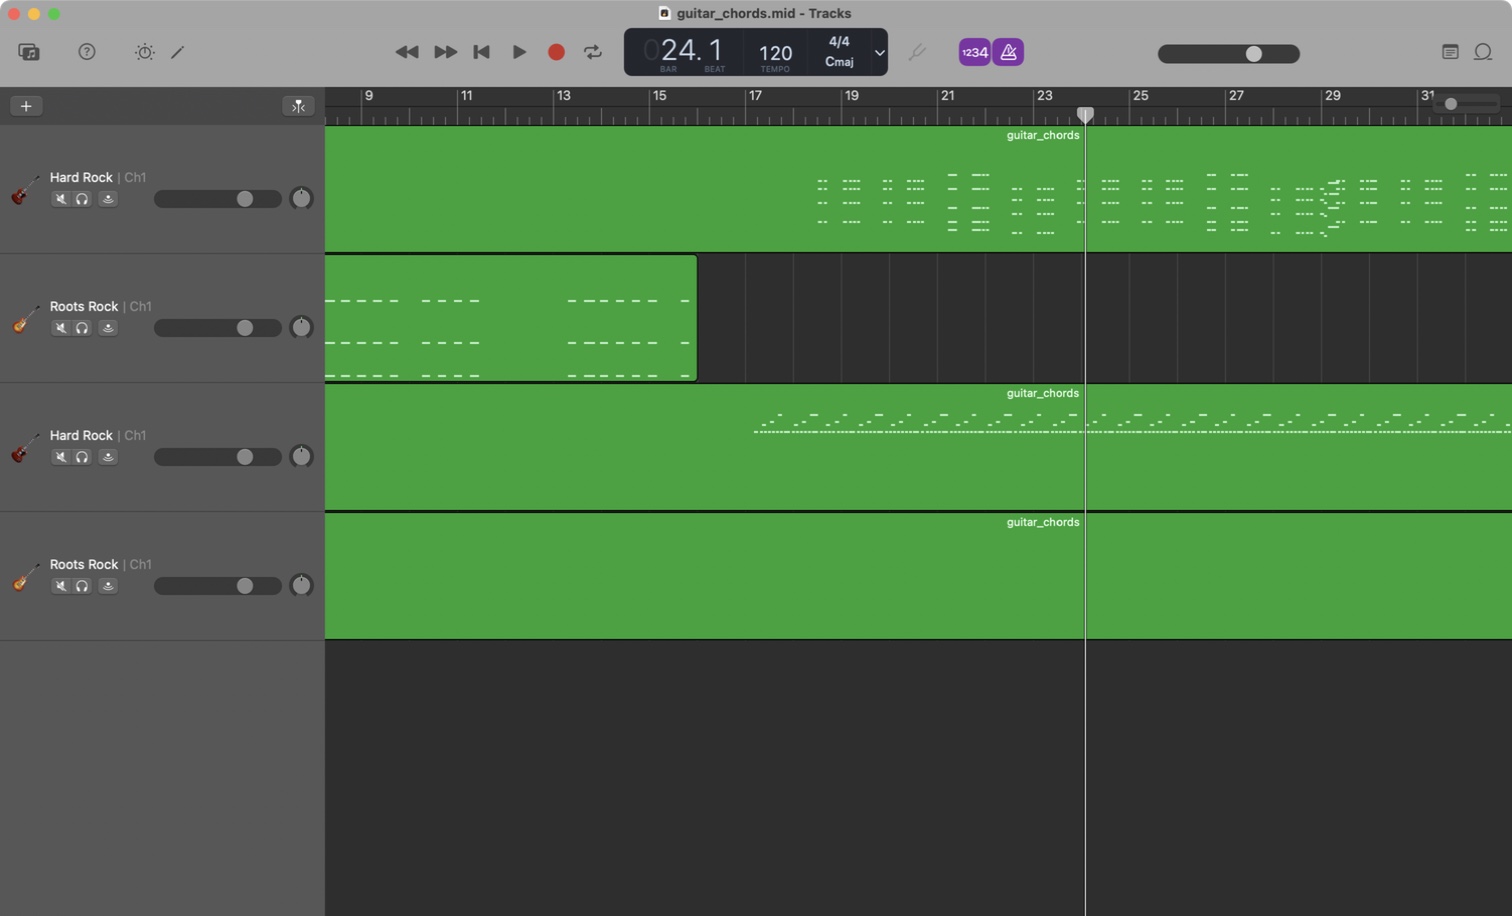 guitar_chords.mid - Tracks
024. 1
BAR BEAT
120
TEMPO
4/4
Cmaj
1234
9 11 13 15 17 19 21 23 25 27 29 31
guitar_chords
Hard Rock | Ch1
Roots Rock | Ch1
guitar_chords
Hard Rock | Ch1
guitar_chords
Roots Rock | Ch1